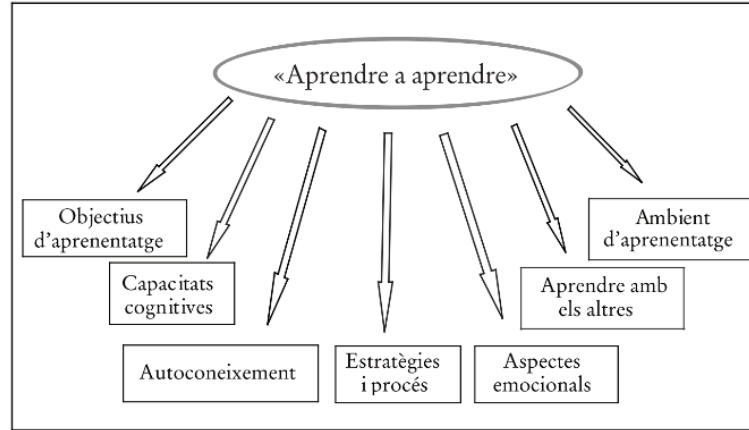 «Aprendre a aprendre»
Objectius
d’aprenentatge
Capacitats
cognitives
Autoconeixement
Estratègies
i procés
Aspectes
emocionals
Aprendre amb
els altres
Ambient
d’aprenentatge